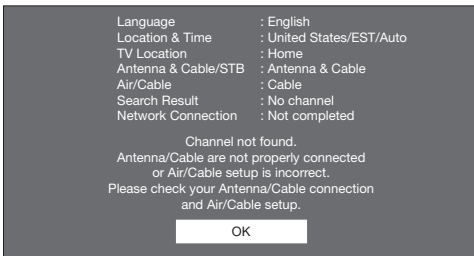 Language : English
Location & Time : United States/EST/Auto
TV Location : Home
Antenna & Cable/STB : Antenna & Cable
Air/Cable : Cable
Search Result : No channel
Network Connection : Not completed
Channel not found.
Antenna/Cable are not properly connected
or Air/Cable setup is incorrect.
Please check your Antenna/Cable connection
and Air/Cable setup.
OK